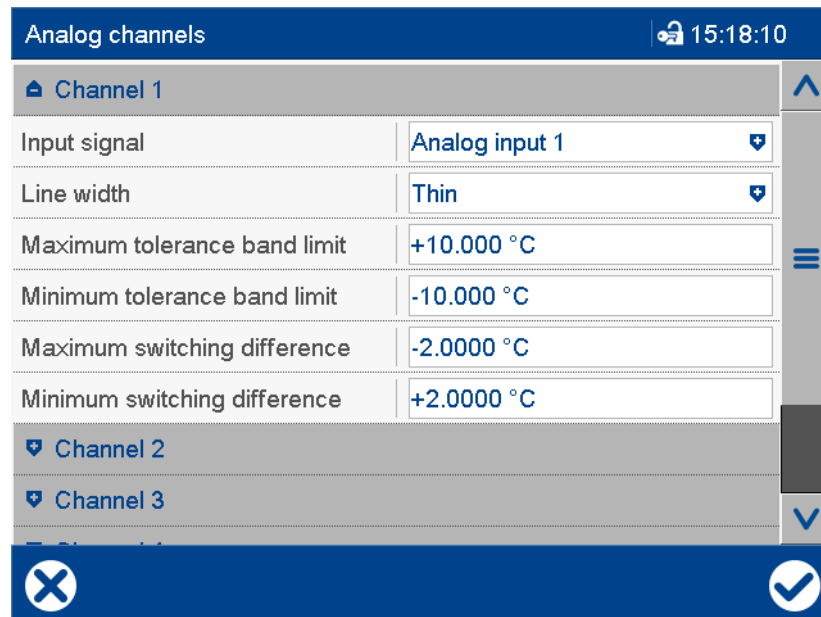 Analog channels 15:18:10
Channel 1
Input signal Analog input 1
Line width Thin
Maximum tolerance band limit +10.000 °C
Minimum tolerance band limit -10.000 °C
Maximum switching difference -2.0000 °C
Minimum switching difference +2.0000 °C
Channel 2
Channel 3